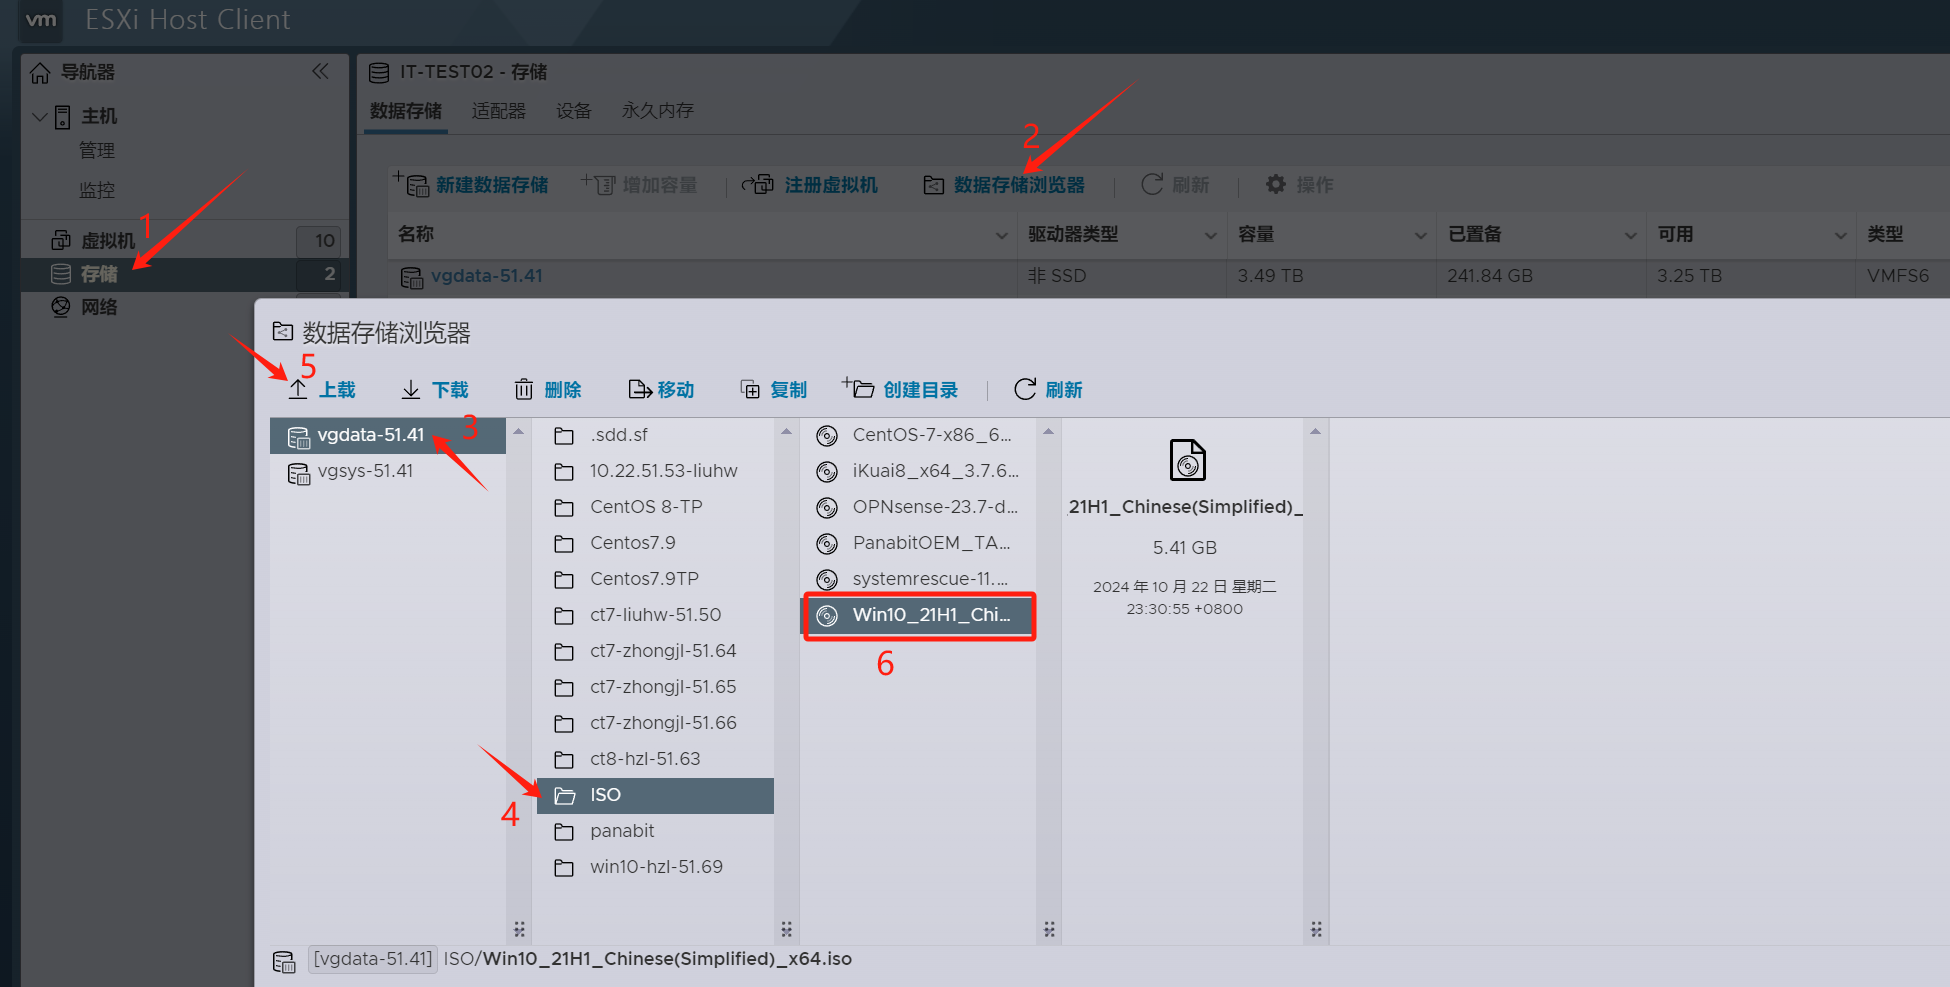 vm ESXi Host Client
导航器
主机
管理
监控
虚拟机 10
存储 2
网络
1
IT-TEST02 - 存储
数据存储 适配器 设备 永久内存
2
新建数据存储 增加容量 注册虚拟机 数据存储浏览器 刷新 操作
名称 驱动器类型 容量 已置备 可用 类型
vgdata-51.41 非 SSD 3.49 TB 241.84 GB 3.25 TB VMFS6
数据存储浏览器
5
上载 下载 删除 移动 复制 创建目录 刷新
vgdata-51.41
3
vgsys-51.41
.sdd.sf
10.22.51.53-liuhw
CentOS 8-TP
Centos7.9
Centos7.9TP
ct7-liuhw-51.50
ct7-zhongjl-51.64
ct7-zhongjl-51.65
ct7-zhongjl-51.66
ct8-hzl-51.63
ISO
4
panabit
win10-hzl-51.69
CentOS-7-x86_6...
iKuai8_x64_3.7.6...
OPNsense-23.7-d...
PanabitOEM_TA...
systemrescue-11....
Win10_21H1_Chi...
6
_21H1_Chinese(Simplified)_
5.41 GB
2024 年 10 月 22 日 星期二
23:30:55 +0800
[vgdata-51.41] ISO/Win10_21H1_Chinese(Simplified)_x64.iso